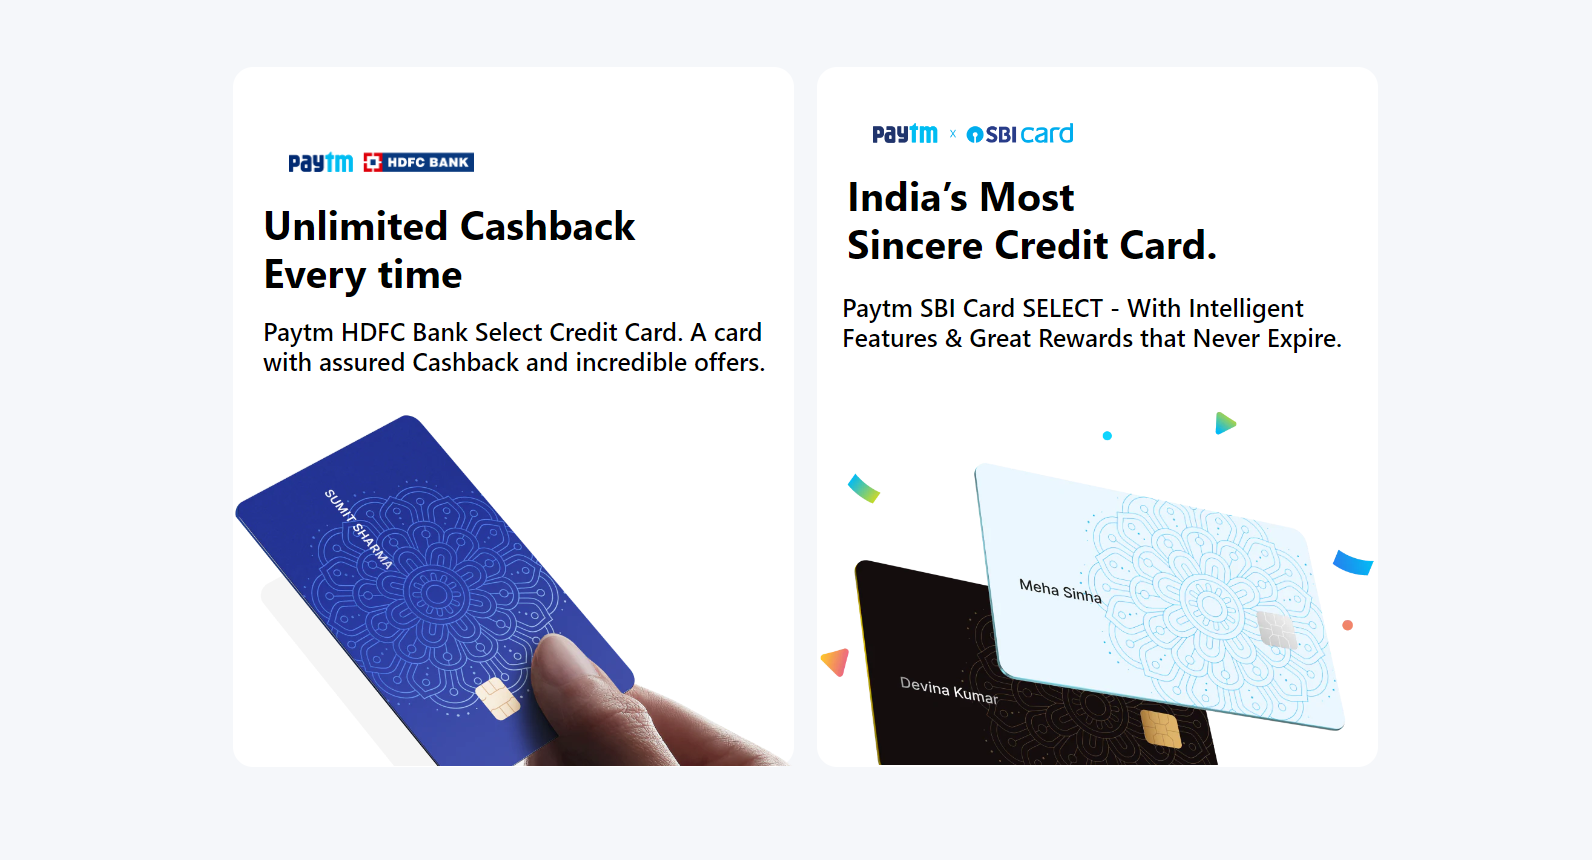 paytm HDFC BANK
Unlimited Cashback
Every time
Paytm HDFC Bank Select Credit Card. A card
with assured Cashback and incredible offers.
SUMIT SHARMA
paytm x SBI card
India’s Most
Sincere Credit Card.
Paytm SBI Card SELECT - With Intelligent
Features & Great Rewards that Never Expire.
Meha Sinha
Devina Kumar